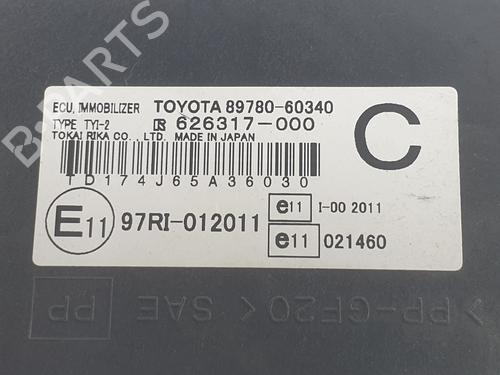 ECU, IMMOBILIZER TOYOTA 89780-60340
TYPE TYI-2 R 626317-000
TOKAI RIKA CO., LTD. MADE IN JAPAN
C
TD174J65A36030
E11 97RI-012011
e11 I-00 2011
e11 021460
PP
>PP-GF20< SAE
B-PARTS